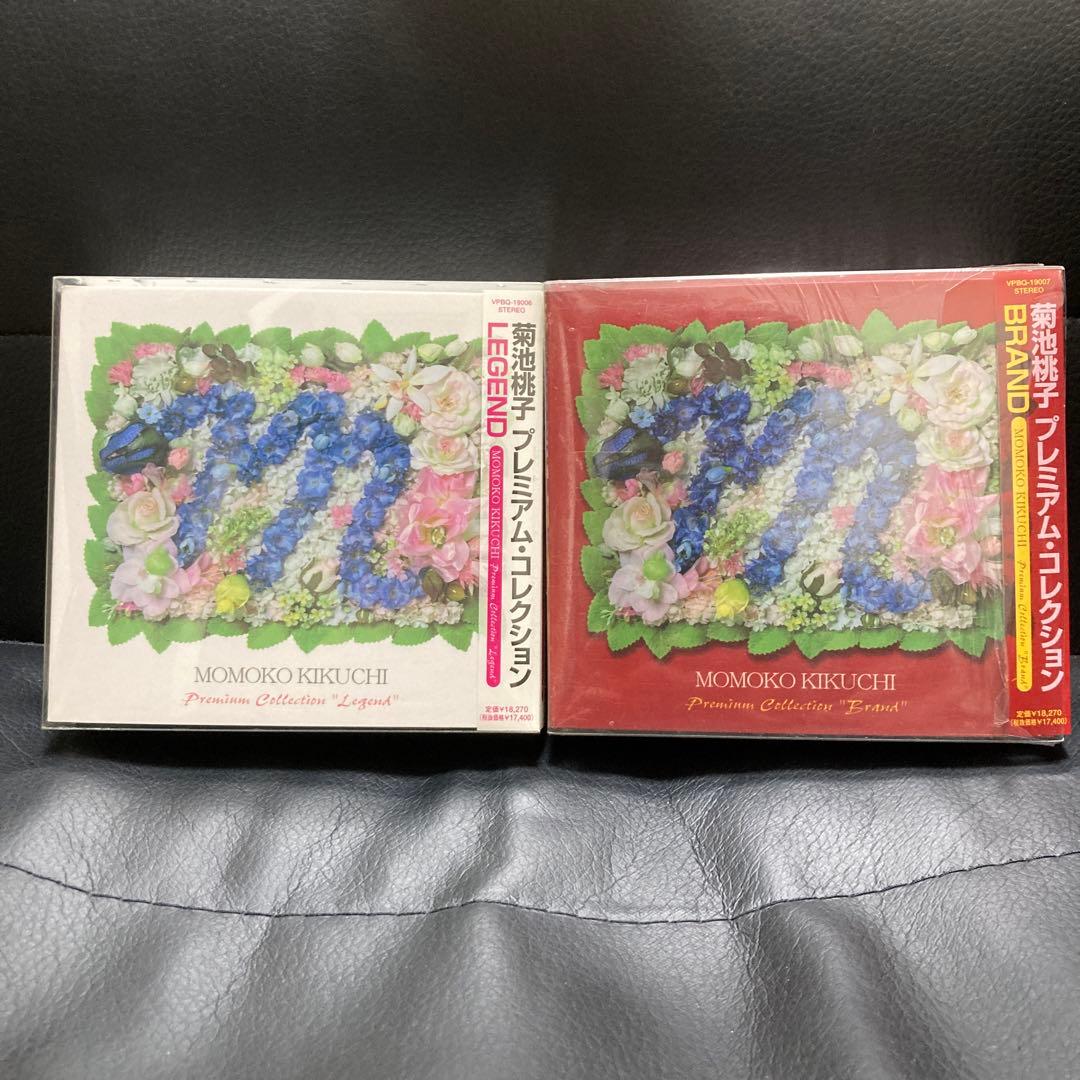 VPBQ-19006
STEREO
菊池桃子 プレミアム・コレクション
LEGEND
MOMOKO KIKUCHI Premium Collection "Legend"
定価¥18,270
(税抜価格¥17,400)
MOMOKO KIKUCHI
Premium Collection "Legend"
VPBQ-19007
STEREO
菊池桃子 プレミアム・コレクション
BRAND
MOMOKO KIKUCHI Premium Collection "Brand"
定価¥18,270
(税抜価格¥17,400)
MOMOKO KIKUCHI
Premium Collection "Brand"